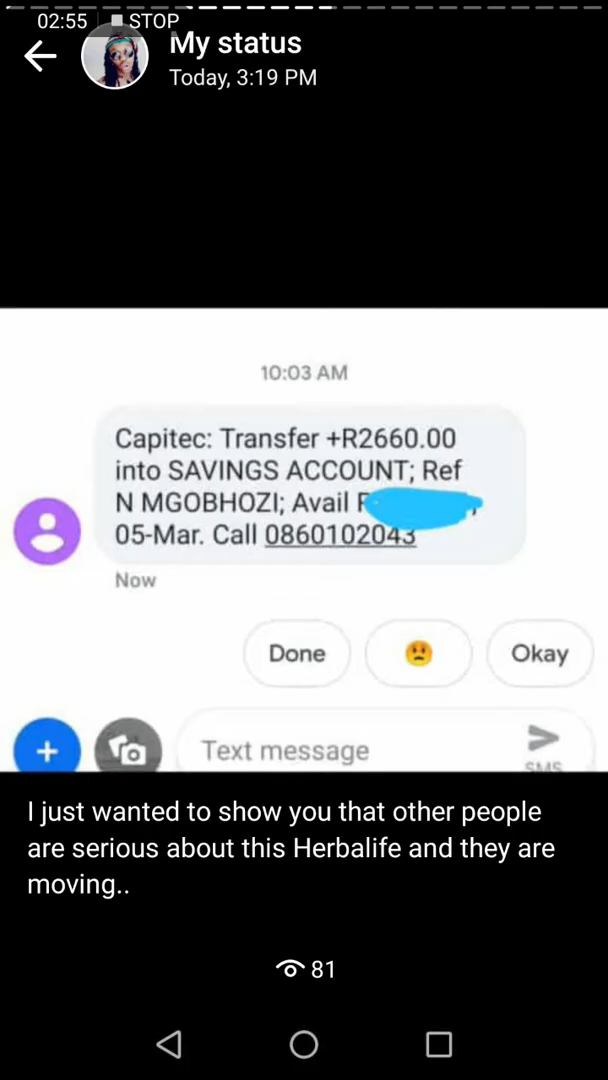 02:55 STOP
My status
Today, 3:19 PM
10:03 AM
Capitec: Transfer +R2660.00
into SAVINGS ACCOUNT; Ref
N MGOBHOZI; Avail
05-Mar. Call 0860102043
Now
Done
Okay
Text message
SMS
I just wanted to show you that other people
are serious about this Herbalife and they are
moving..
81